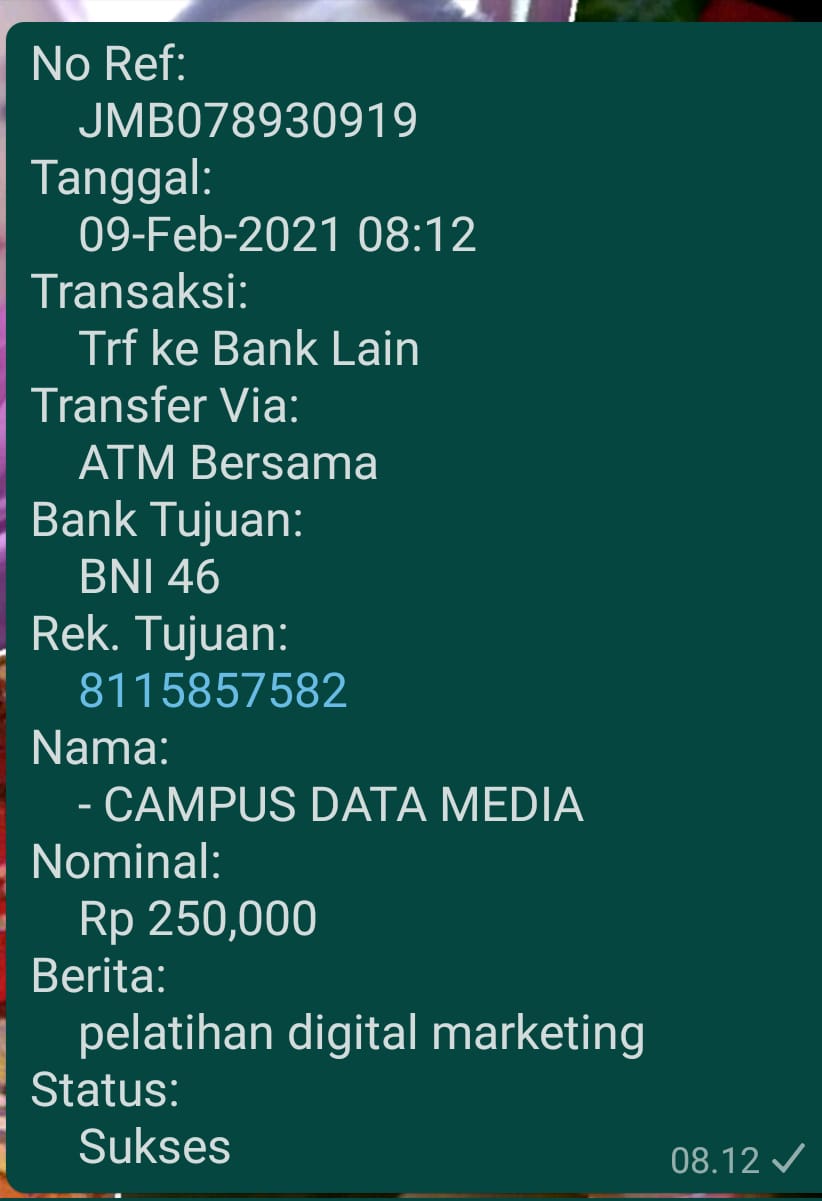 No Ref:
JMB078930919
Tanggal:
09-Feb-2021 08:12
Transaksi:
Trf ke Bank Lain
Transfer Via:
ATM Bersama
Bank Tujuan:
BNI 46
Rek. Tujuan:
8115857582
Nama:
- CAMPUS DATA MEDIA
Nominal:
Rp 250,000
Berita:
pelatihan digital marketing
Status:
Sukses
08.12